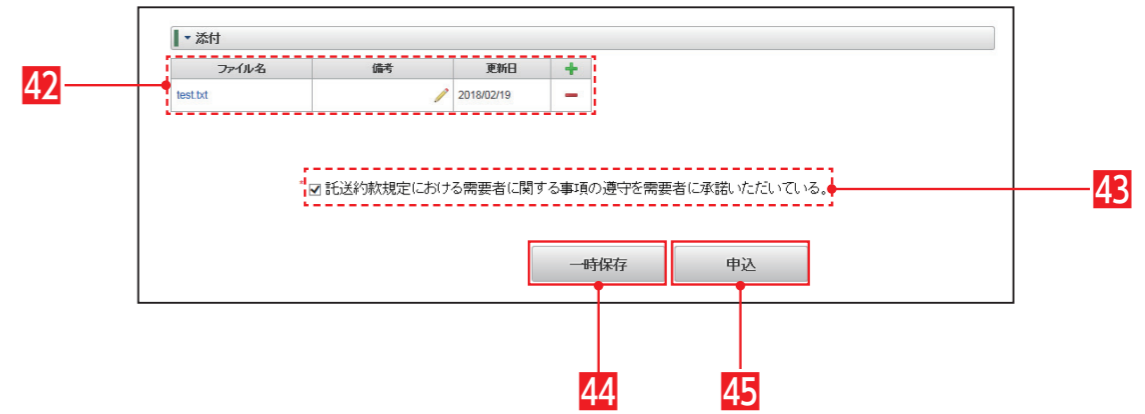 添付
ファイル名 備考 更新日
42
test.txt 2018/02/19
託送約款規定における需要者に関する事項の遵守を需要者に承諾いただいている。
43
一時保存 申込
44 45